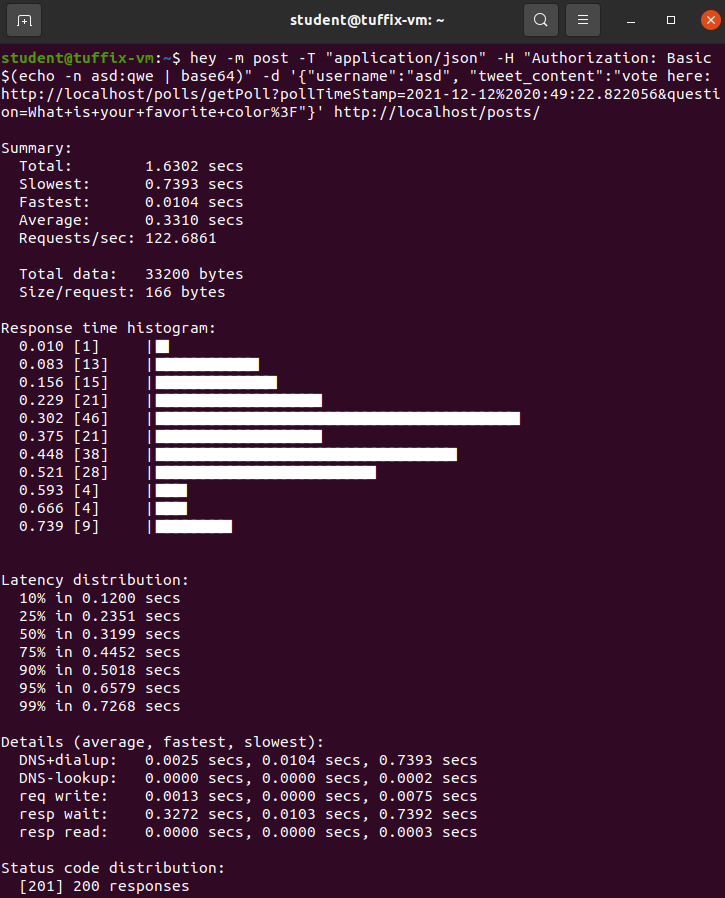 student@tuffix-vm: ~
student@tuffix-vm:~$ hey -m post -T "application/json" -H "Authorization: Basic
$(echo -n asd:qwe | base64)" -d '{"username":"asd", "tweet_content":"vote here:
http://localhost/polls/getPoll?pollTimeStamp=2021-12-12%2020:49:22.822056&questi
on=What+is+your+favorite+color%3F"}' http://localhost/posts/
Summary:
Total: 1.6302 secs
Slowest: 0.7393 secs
Fastest: 0.0104 secs
Average: 0.3310 secs
Requests/sec: 122.6861
Total data: 33200 bytes
Size/request: 166 bytes
Response time histogram:
0.010 [1] |
0.083 [13] |
0.156 [15] |
0.229 [21] |
0.302 [46] |
0.375 [21] |
0.448 [38] |
0.521 [28] |
0.593 [4] |
0.666 [4] |
0.739 [9] |
Latency distribution:
10% in 0.1200 secs
25% in 0.2351 secs
50% in 0.3199 secs
75% in 0.4452 secs
90% in 0.5018 secs
95% in 0.6579 secs
99% in 0.7268 secs
Details (average, fastest, slowest):
DNS+dialup: 0.0025 secs, 0.0104 secs, 0.7393 secs
DNS-lookup: 0.0000 secs, 0.0000 secs, 0.0002 secs
req write: 0.0013 secs, 0.0000 secs, 0.0075 secs
resp wait: 0.3272 secs, 0.0103 secs, 0.7392 secs
resp read: 0.0000 secs, 0.0000 secs, 0.0003 secs
Status code distribution:
[201] 200 responses